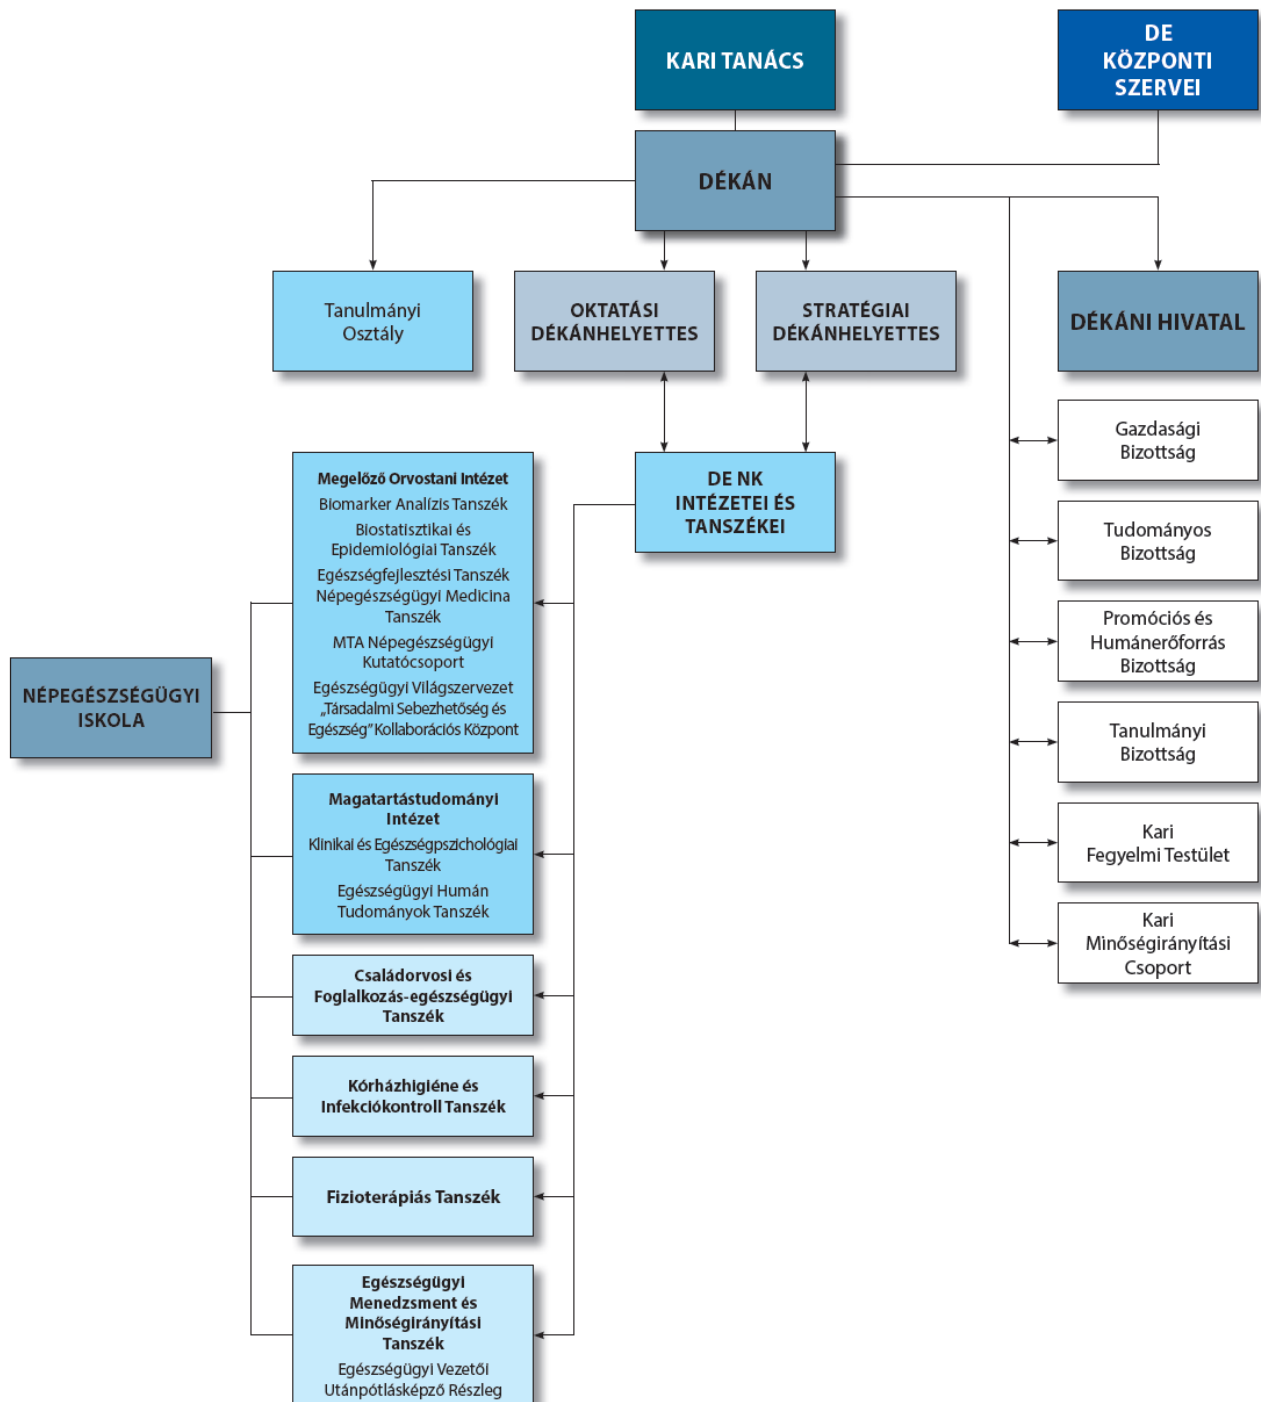 KARI TANÁCS
DE
KÖZPONTI
SZERVEI
DÉKÁN
Tanulmányi
Osztály
OKTATÁSI
DÉKÁNHELYETTES
STRATÉGIAI
DÉKÁNHELYETTES
DÉKÁNI HIVATAL
Gazdasági
Bizottság
Tudományos
Bizottság
Promóciós és
Humánerőforrás
Bizottság
Tanulmányi
Bizottság
Kari
Fegyelmi Testület
Kari
Minőségirányítási
Csoport
DE NK
INTÉZETEI ÉS
TANSZÉKEI
Megelőző Orvostani Intézet
Biomarker Analízis Tanszék
Biostatisztikai és
Epidemiológiai Tanszék
Egészségfejlesztési Tanszék
Népegészségügyi Medicina
Tanszék
MTA Népegészségügyi
Kutatócsoport
Egészségügyi Világszervezet
„Társadalmi Sebezhetőség és
Egészség” Kollaborációs Központ
NÉPEGÉSZSÉGÜGYI
ISKOLA
Magatartástudományi
Intézet
Klinikai és Egészségpszichológiai
Tanszék
Egészségügyi Humán
Tudományok Tanszék
Családorvosi és
Foglalkozás-egészségügyi
Tanszék
Kórházhigiéne és
Infekciókontroll Tanszék
Fizioterápiás Tanszék
Egészségügyi
Menedzsment és
Minőségirányítási
Tanszék
Egészségügyi Vezetői
Utánpótlásképző Részleg